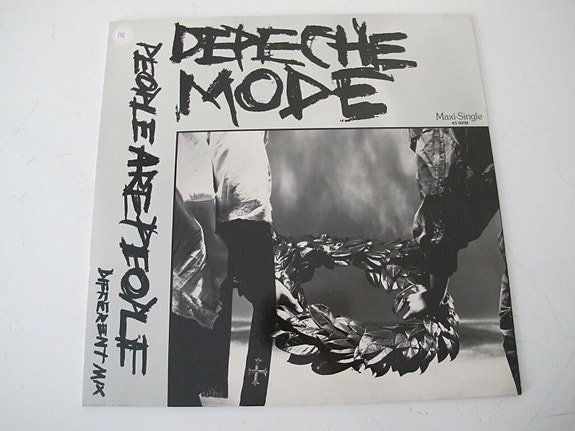 DEPECHE
MODE
Maxi-Single
45 RPM
PEOPLE ARE PEOPLE
DIFFERENT MIX